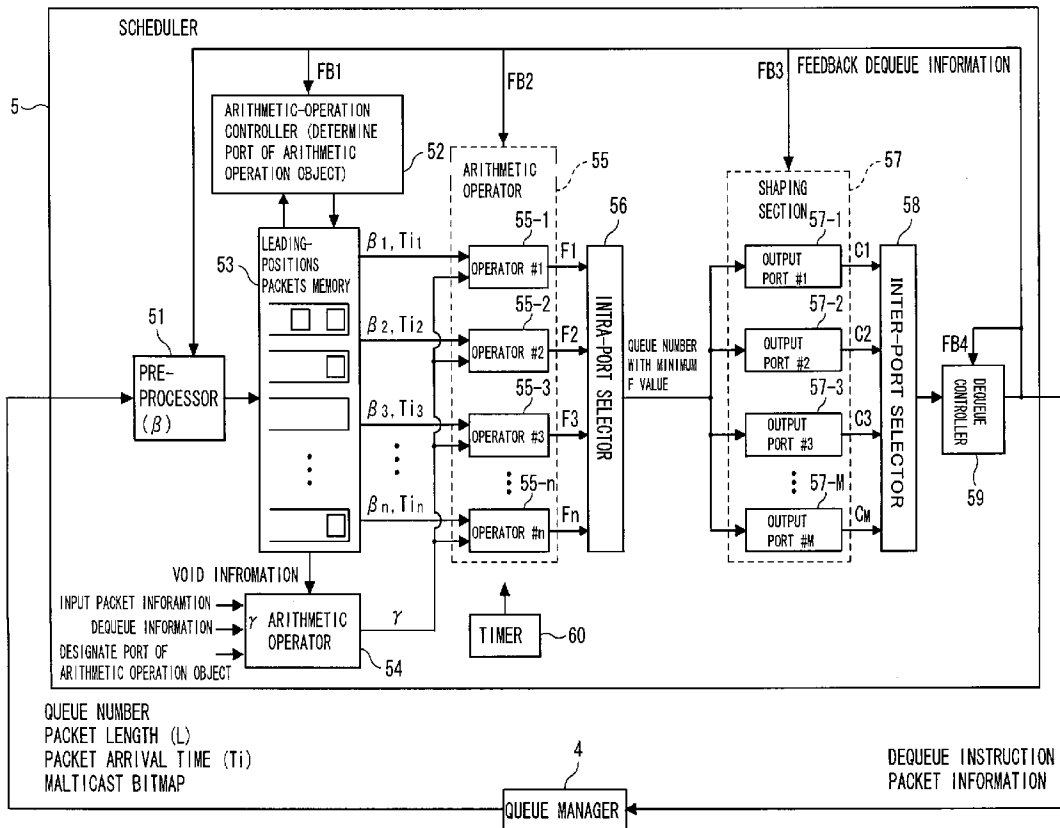 SCHEDULER
5
FB1
FB2
FB3
FEEDBACK DEQUEUE INFORMATION
ARITHMETIC-OPERATION
CONTROLLER (DETERMINE
PORT OF ARITHMETIC
OPERATION OBJECT)
52
ARITHMETIC
OPERATOR
55
SHAPING
SECTION
57
53
LEADING-
POSITIONS
PACKETS MEMORY
β1, Ti1
β2, Ti2
β3, Ti3
βn, Tin
55-1
OPERATOR #1
55-2
OPERATOR #2
55-3
OPERATOR #3
55-n
OPERATOR #n
F1
F2
F3
Fn
56
INTRA-PORT SELECTOR
QUEUE NUMBER
WITH MINIMUM
F VALUE
57-1
OUTPUT
PORT #1
57-2
OUTPUT
PORT #2
57-3
OUTPUT
PORT #3
57-M
OUTPUT
PORT #M
C1
C2
C3
CM
58
INTER-PORT SELECTOR
FB4
DEQUEUE
CONTROLLER
59
51
PRE-
PROCESSOR
(β)
VOID INFROMATION
INPUT PACKET INFORAMTION
DEQUEUE INFORMATION
DESIGNATE PORT OF
ARITHMETIC OPERATION OBJECT
γ ARITHMETIC
OPERATOR
54
γ
TIMER
60
QUEUE NUMBER
PACKET LENGTH (L)
PACKET ARRIVAL TIME (Ti)
MALTICAST BITMAP
4
QUEUE MANAGER
DEQUEUE INSTRUCTION
PACKET INFORMATION